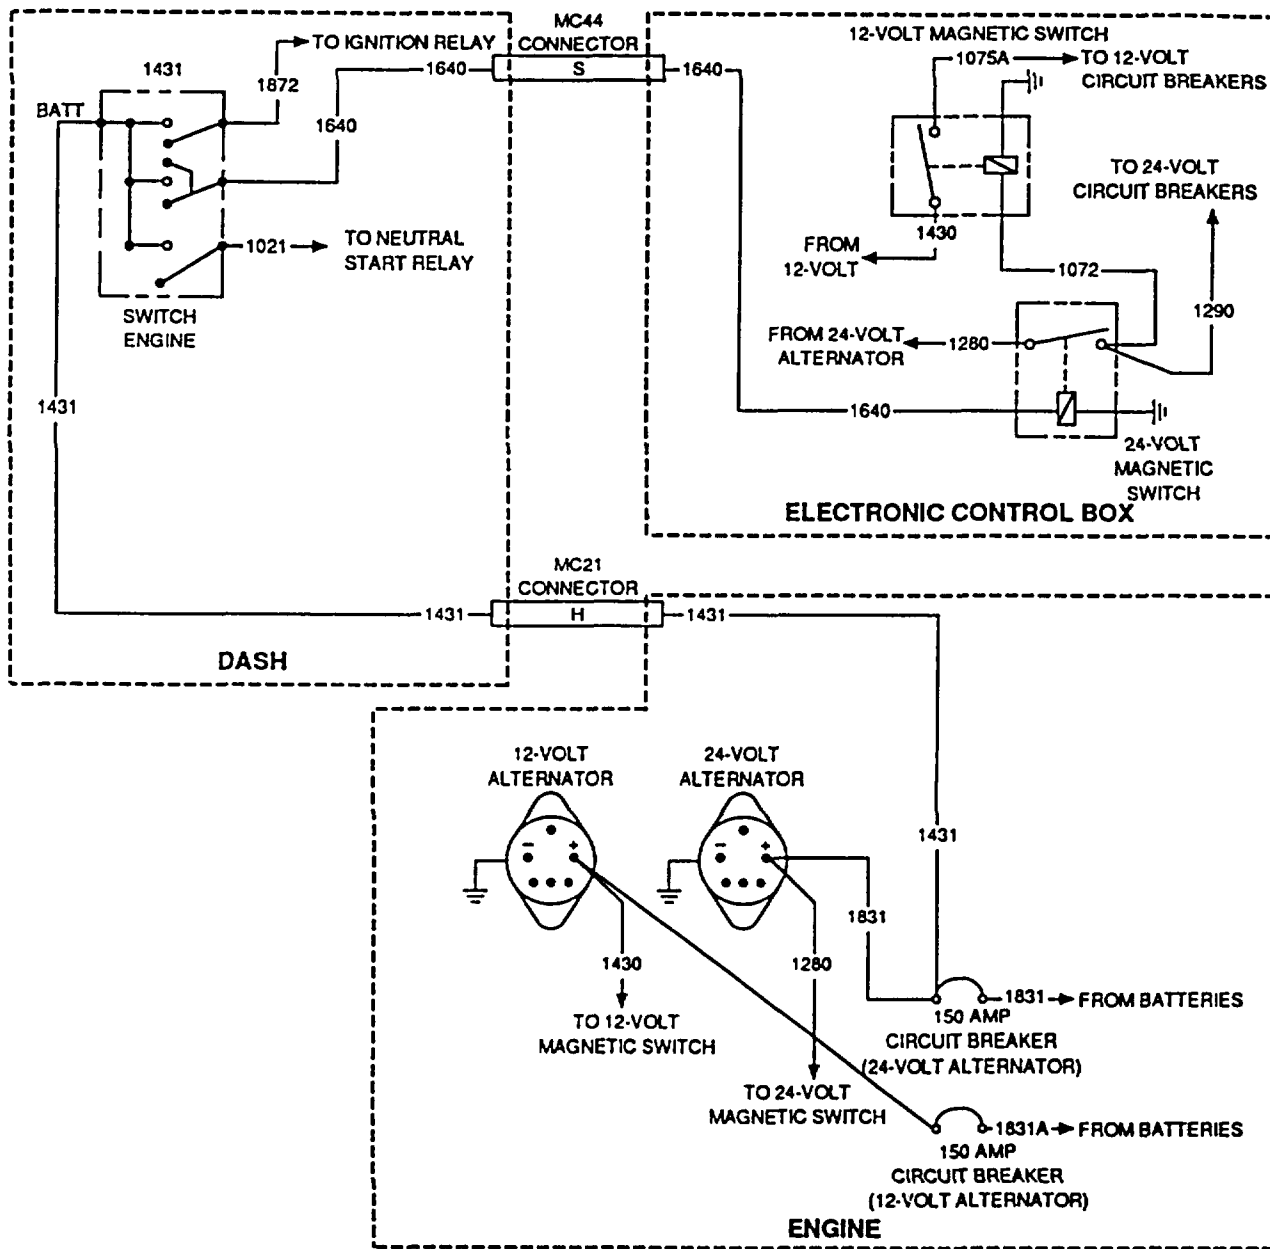 MC44
CONNECTOR
S
TO IGNITION RELAY
1431
1872
1640
1640
1640
BATT
1021
TO NEUTRAL
START RELAY
SWITCH
ENGINE
1431
12-VOLT MAGNETIC SWITCH
1075A
TO 12-VOLT
CIRCUIT BREAKERS
TO 24-VOLT
CIRCUIT BREAKERS
1430
FROM
12-VOLT
1072
1290
FROM 24-VOLT
ALTERNATOR
1280
1640
24-VOLT
MAGNETIC
SWITCH
ELECTRONIC CONTROL BOX
MC21
CONNECTOR
1431
H
1431
DASH
12-VOLT
ALTERNATOR
24-VOLT
ALTERNATOR
- +
- +
1431
1831
1430
1280
TO 12-VOLT
MAGNETIC SWITCH
TO 24-VOLT
MAGNETIC SWITCH
1831
FROM BATTERIES
150 AMP
CIRCUIT BREAKER
(24-VOLT ALTERNATOR)
1831A
FROM BATTERIES
150 AMP
CIRCUIT BREAKER
(12-VOLT ALTERNATOR)
ENGINE